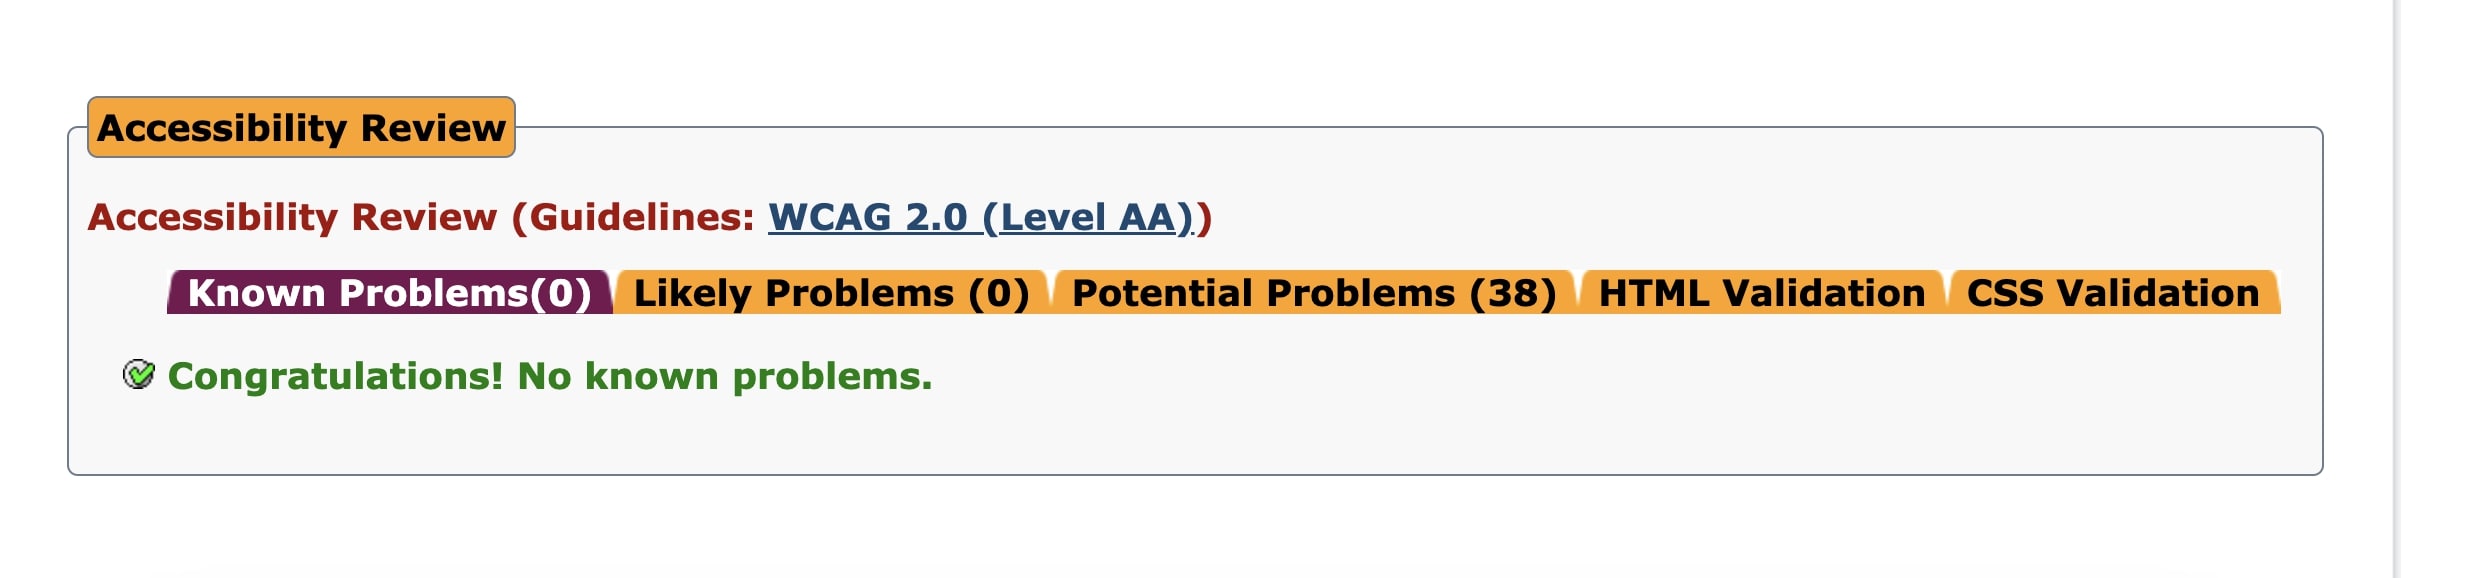 Accessibility Review
Accessibility Review (Guidelines: WCAG 2.0 (Level AA))
Known Problems(0) Likely Problems (0) Potential Problems (38) HTML Validation CSS Validation
Congratulations! No known problems.